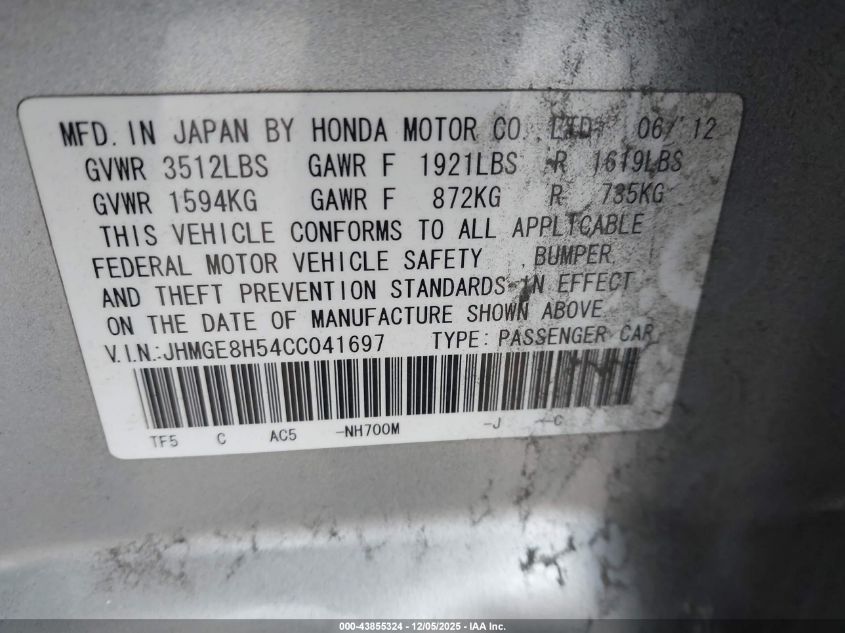 MFD. IN JAPAN BY HONDA MOTOR CO., LTD. 06/'12
GVWR 3512LBS GAWR F 1921LBS R 1619LBS
GVWR 1594KG GAWR F 872KG R 735KG
THIS VEHICLE CONFORMS TO ALL APPLICABLE
FEDERAL MOTOR VEHICLE SAFETY, BUMPER,
AND THEFT PREVENTION STANDARDS IN EFFECT
ON THE DATE OF MANUFACTURE SHOWN ABOVE.
V.I.N.:JHMGE8H54CC041697 TYPE: PASSENGER CAR
TF5 C AC5 -NH700M -J --C
000-43855324 - 12/05/2025 - IAA Inc.